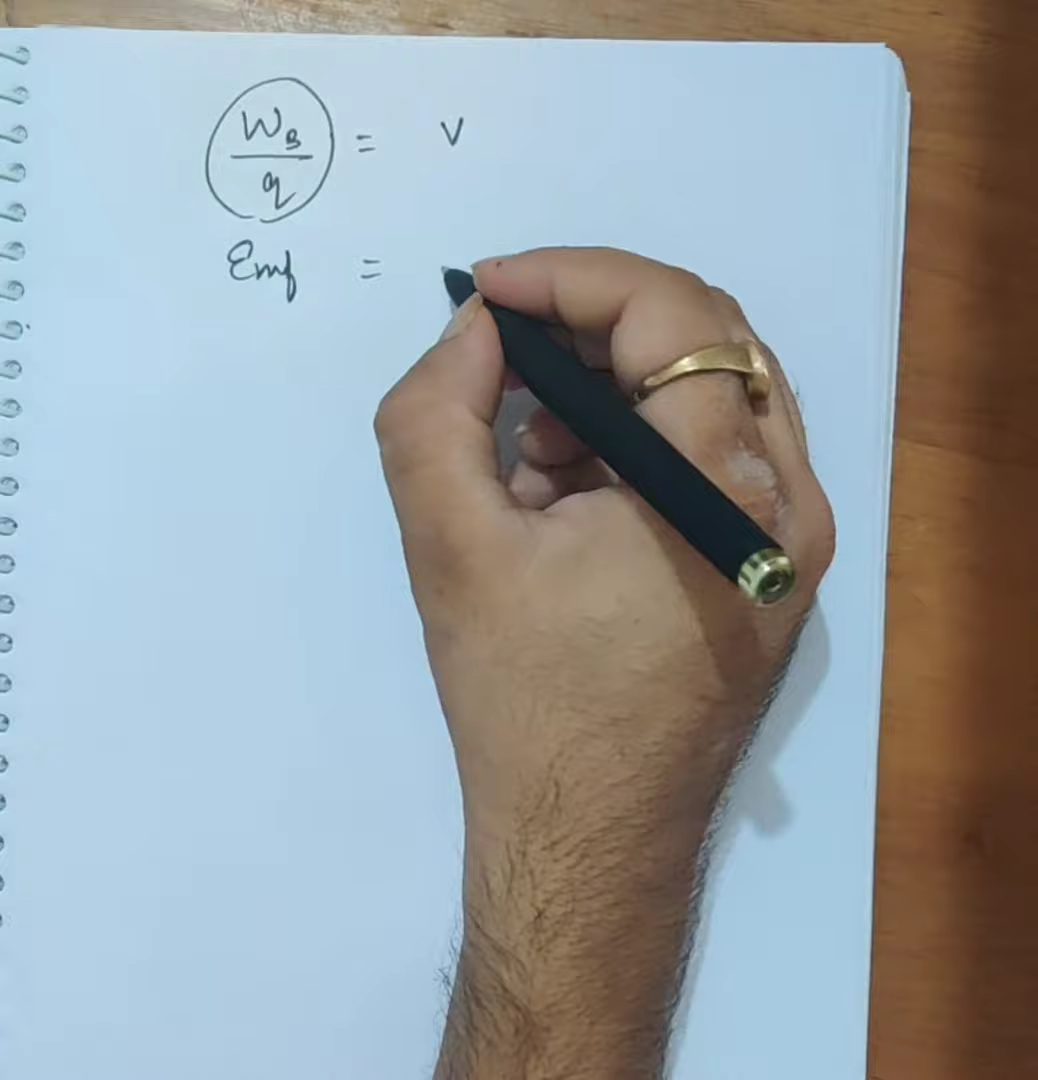 W_B/q = V
Emf =